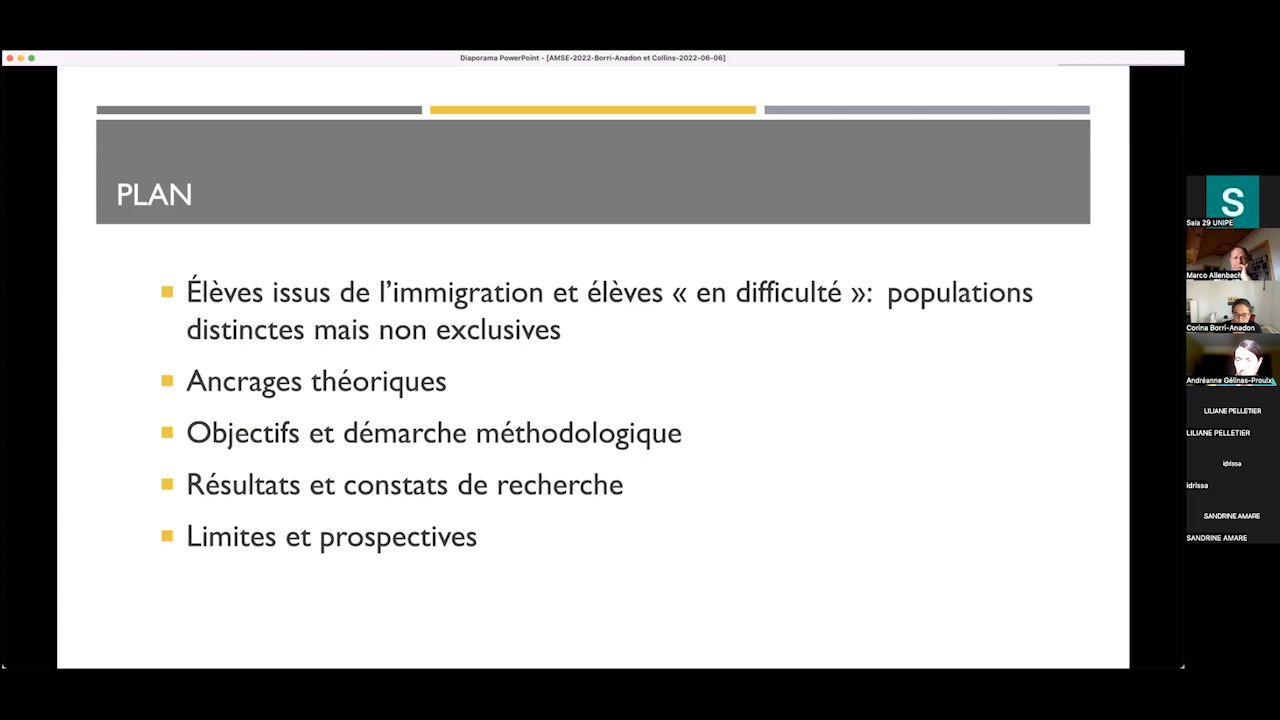 Diaporama PowerPoint - [AMSE-2022-Borri-Anadon et Collins-2022-06-06]
PLAN
Élèves issus de l’immigration et élèves « en difficulté »:  populations
distinctes mais non exclusives
Ancrages théoriques
Objectifs et démarche méthodologique
Résultats et constats de recherche
Limites et prospectives
S
Sala 29 UNIPE
Marco Allenbach
Corina Borri-Anadon
Andréanne Gélinas-Proulx
LILIANE PELLETIER
LILIANE PELLETIER
idrissa
idrissa
SANDRINE AMARE
SANDRINE AMARE